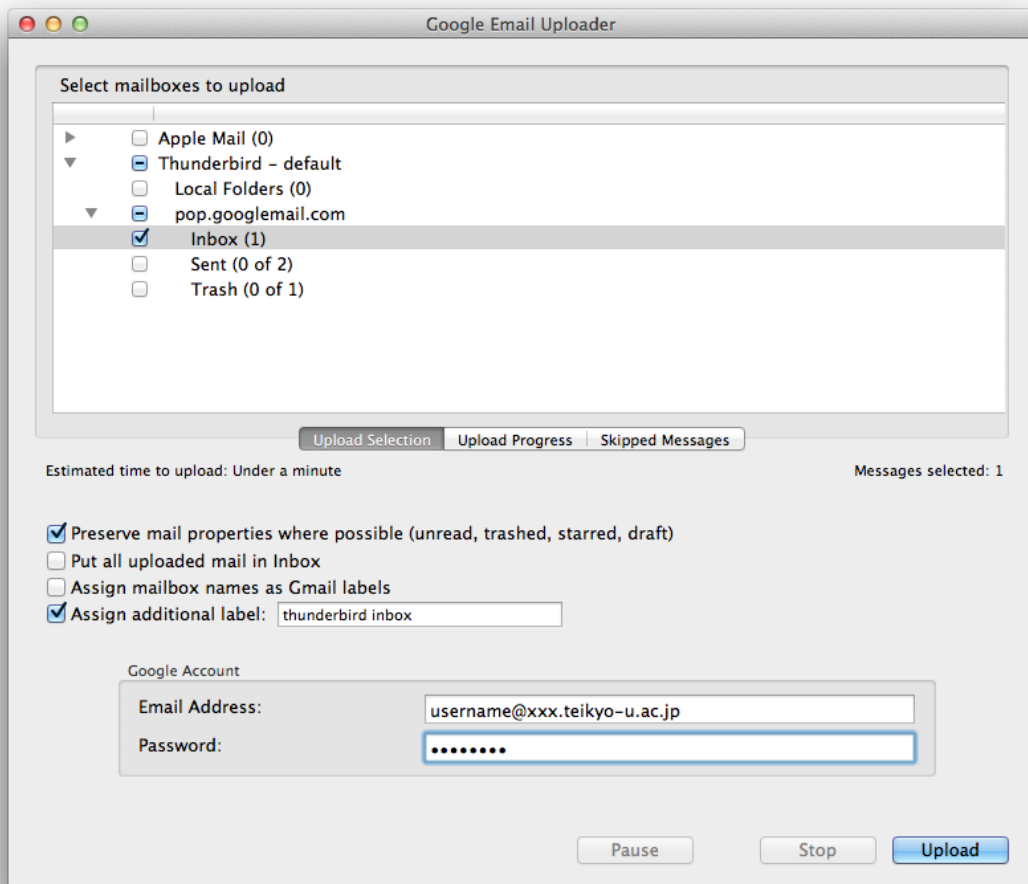 Google Email Uploader
Select mailboxes to upload
Apple Mail (0)
Thunderbird – default
Local Folders (0)
pop.googlemail.com
Inbox (1)
Sent (0 of 2)
Trash (0 of 1)
Upload Selection Upload Progress Skipped Messages
Estimated time to upload: Under a minute Messages selected: 1
Preserve mail properties where possible (unread, trashed, starred, draft)
Put all uploaded mail in Inbox
Assign mailbox names as Gmail labels
Assign additional label: thunderbird inbox
Google Account
Email Address: username@xxx.teikyo-u.ac.jp
Password: ••••••••
Pause Stop Upload